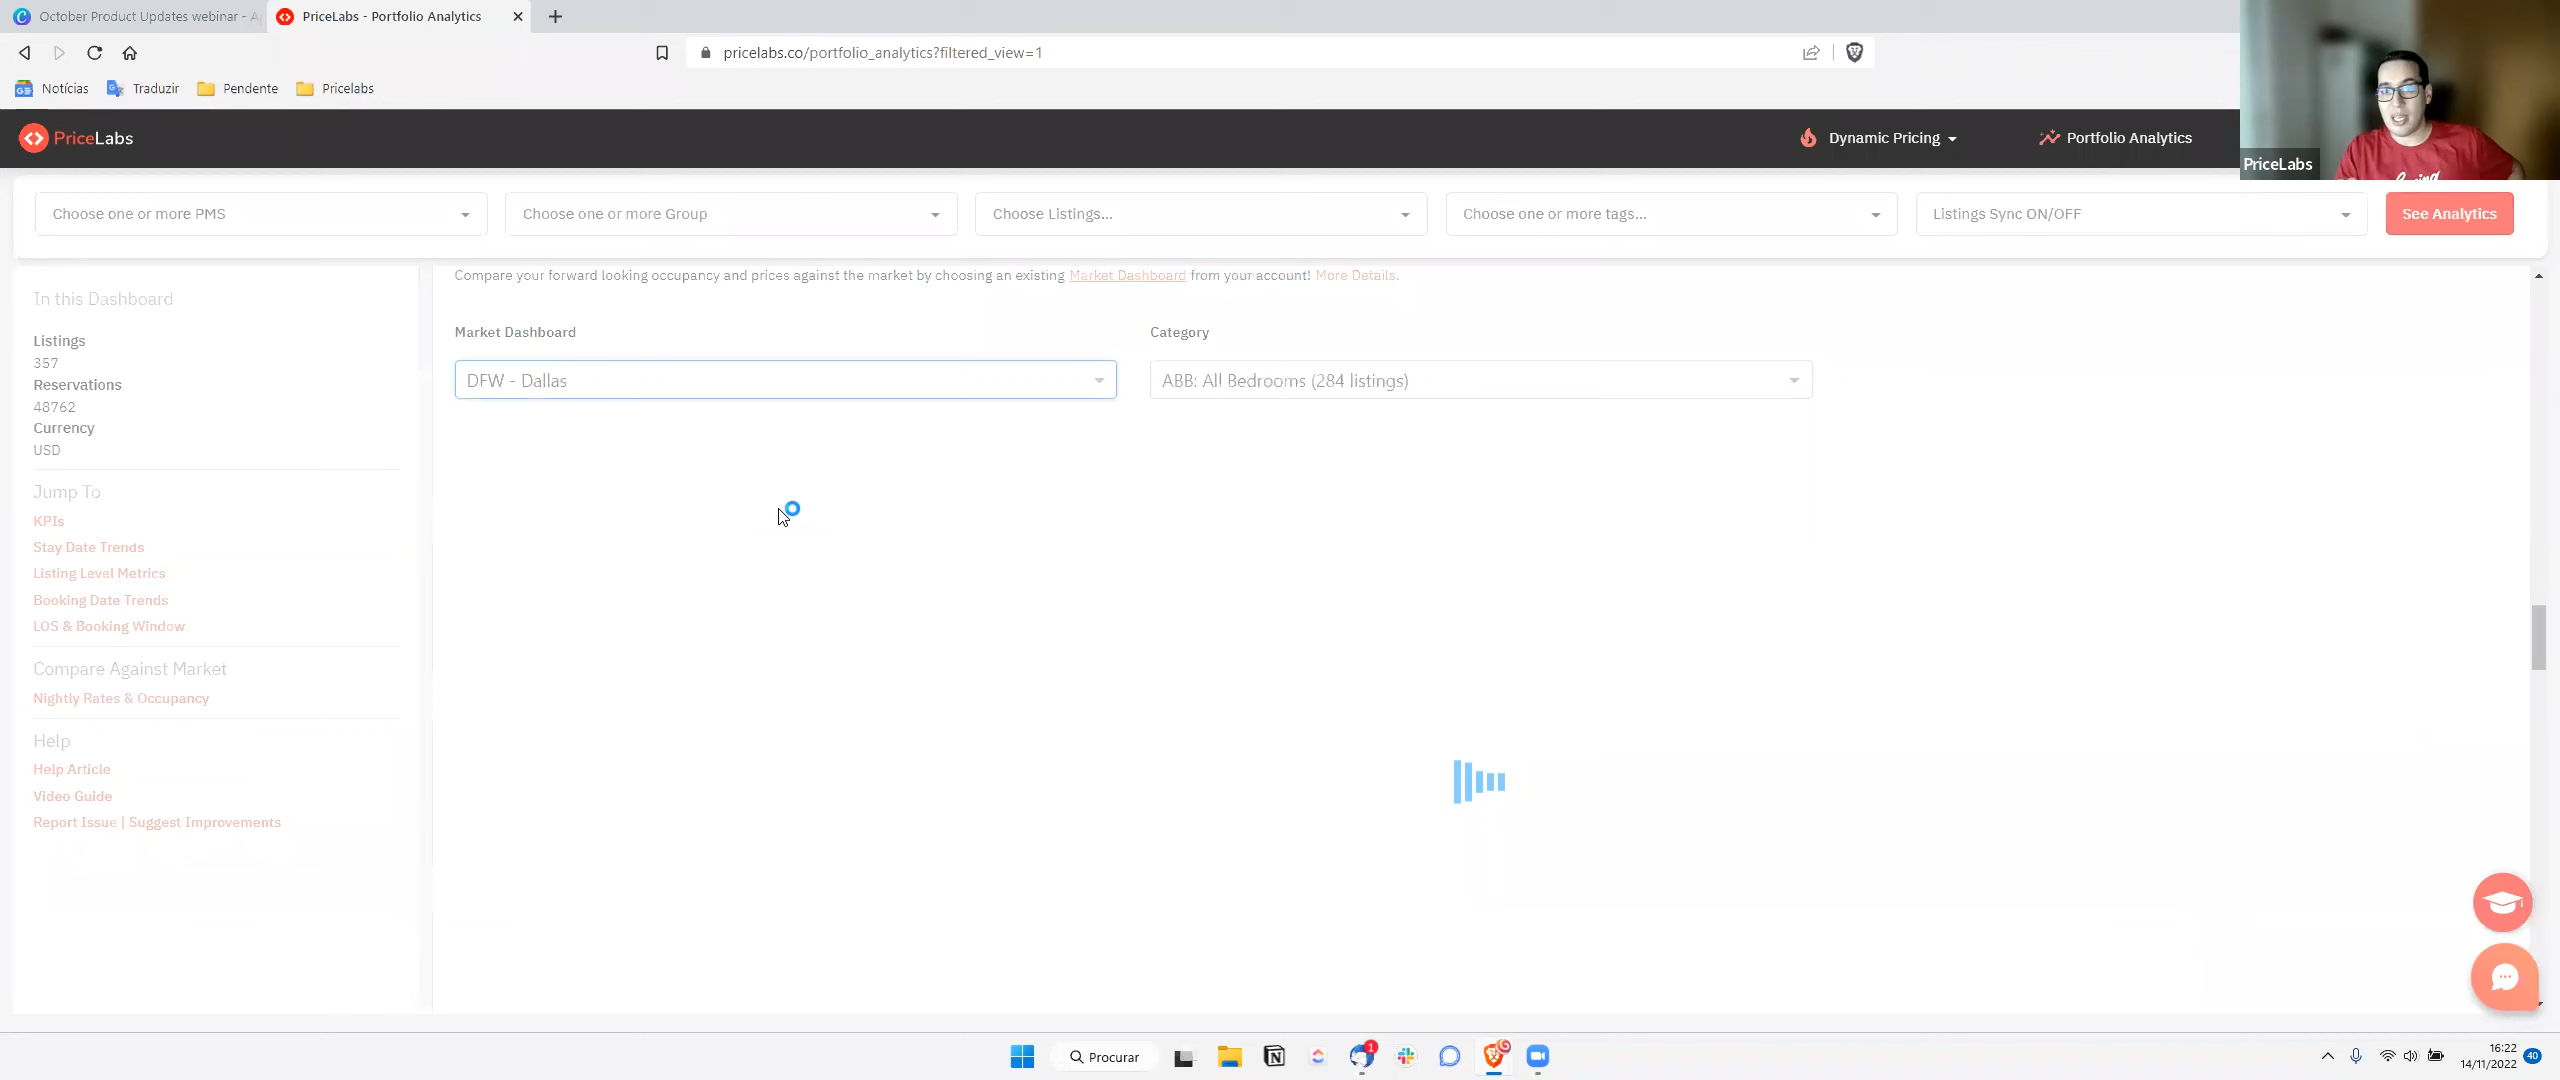 October Product Updates webinar - A
PriceLabs - Portfolio Analytics
pricelabs.co/portfolio_analytics?filtered_view=1
Notícias
Traduzir
Pendente
Pricelabs
PriceLabs
Dynamic Pricing
Portfolio Analytics
PriceLabs
Choose one or more PMS
Choose one or more Group
Choose Listings...
Choose one or more tags...
Listings Sync ON/OFF
See Analytics
Compare your forward looking occupancy and prices against the market by choosing an existing Market Dashboard from your account! More Details.
In this Dashboard
Listings
357
Reservations
48762
Currency
USD
Jump To
KPIs
Stay Date Trends
Listing Level Metrics
Booking Date Trends
LOS & Booking Window
Compare Against Market
Nightly Rates & Occupancy
Help
Help Article
Video Guide
Report Issue | Suggest Improvements
Market Dashboard
DFW - Dallas
Category
ABB: All Bedrooms (284 listings)
Procurar
1
16:22
14/11/2022
40